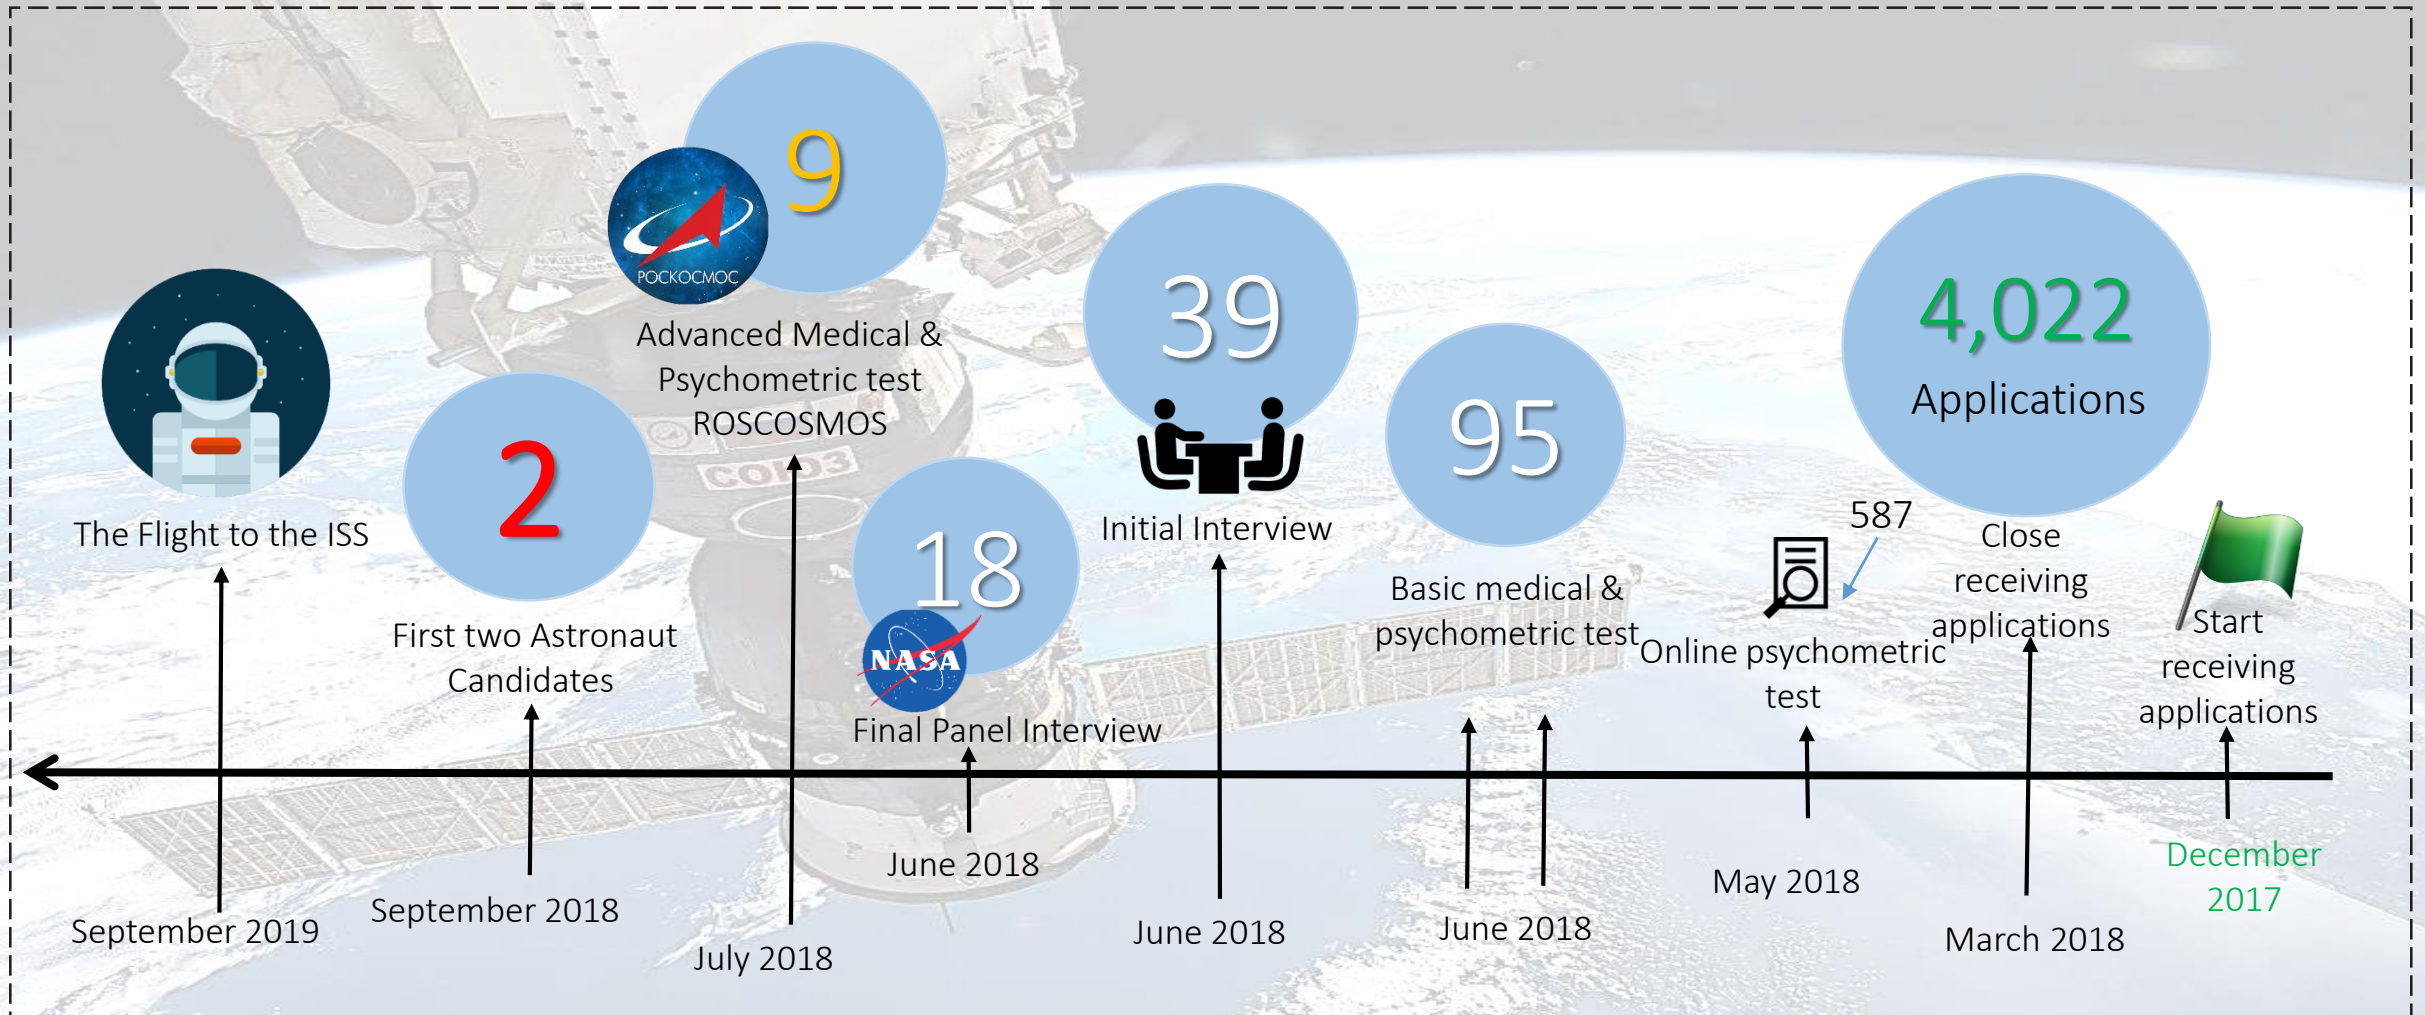 9
РОСКОСМОС
Advanced Medical &
Psychometric test
ROSCOSMOS
39
Initial Interview
4,022
Applications
95
Basic medical &
psychometric test
587
Online psychometric
test
Close
receiving
applications
Start
receiving
applications
The Flight to the ISS
2
First two Astronaut
Candidates
18
NASA
Final Panel Interview
СОЮЗ
September 2019
September 2018
July 2018
June 2018
June 2018
June 2018
May 2018
March 2018
December
2017